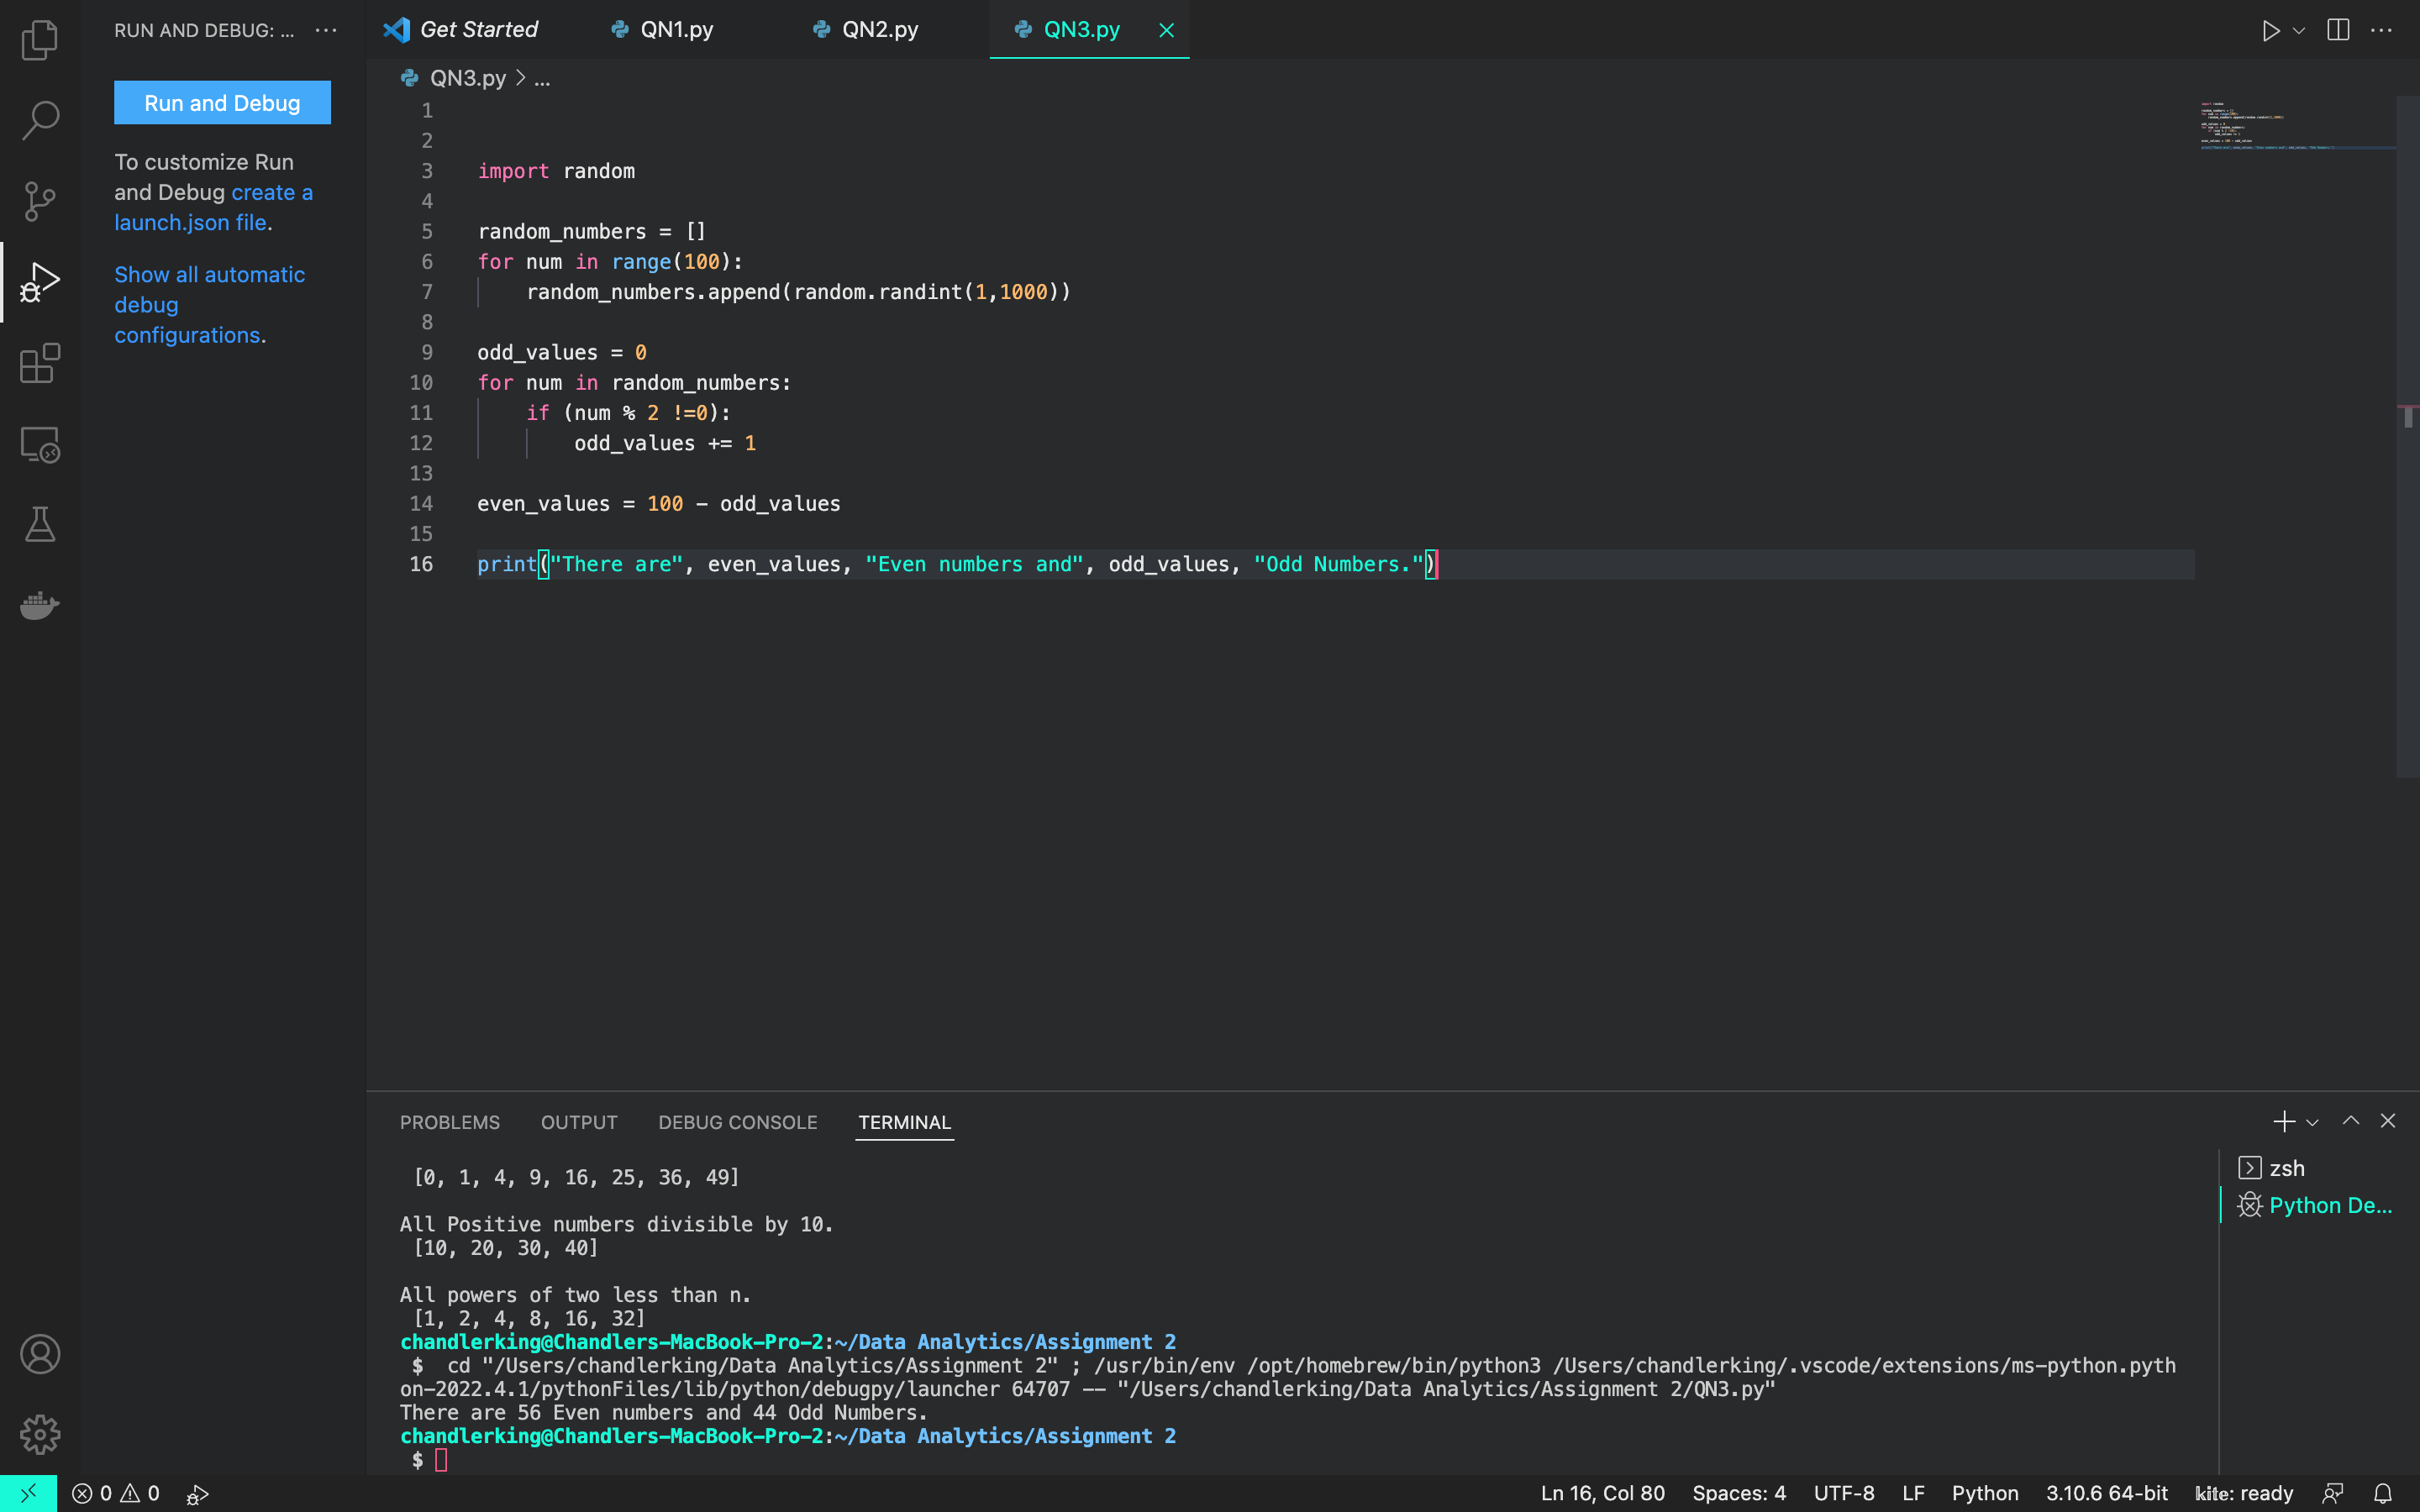 RUN AND DEBUG: ...
Run and Debug
To customize Run
and Debug create a
launch.json file.
Show all automatic
debug
configurations.
Get Started
QN1.py
QN2.py
QN3.py
QN3.py > ...
1
2
3 import random
4
5 random_numbers = []
6 for num in range(100):
7 random_numbers.append(random.randint(1,1000))
8
9 odd_values = 0
10 for num in random_numbers:
11 if (num % 2 !=0):
12 odd_values += 1
13
14 even_values = 100 - odd_values
15
16 print("There are", even_values, "Even numbers and", odd_values, "Odd Numbers.")
PROBLEMS OUTPUT DEBUG CONSOLE TERMINAL
[0, 1, 4, 9, 16, 25, 36, 49]
All Positive numbers divisible by 10.
[10, 20, 30, 40]
All powers of two less than n.
[1, 2, 4, 8, 16, 32]
chandlerking@Chandlers-MacBook-Pro-2:~/Data Analytics/Assignment 2
$ cd "/Users/chandlerking/Data Analytics/Assignment 2" ; /usr/bin/env /opt/homebrew/bin/python3 /Users/chandlerking/.vscode/extensions/ms-python.pyth
on-2022.4.1/pythonFiles/lib/python/debugpy/launcher 64707 -- "/Users/chandlerking/Data Analytics/Assignment 2/QN3.py"
There are 56 Even numbers and 44 Odd Numbers.
chandlerking@Chandlers-MacBook-Pro-2:~/Data Analytics/Assignment 2
$
zsh
Python De...
0 0
Ln 16, Col 80 Spaces: 4 UTF-8 LF Python 3.10.6 64-bit kite: ready